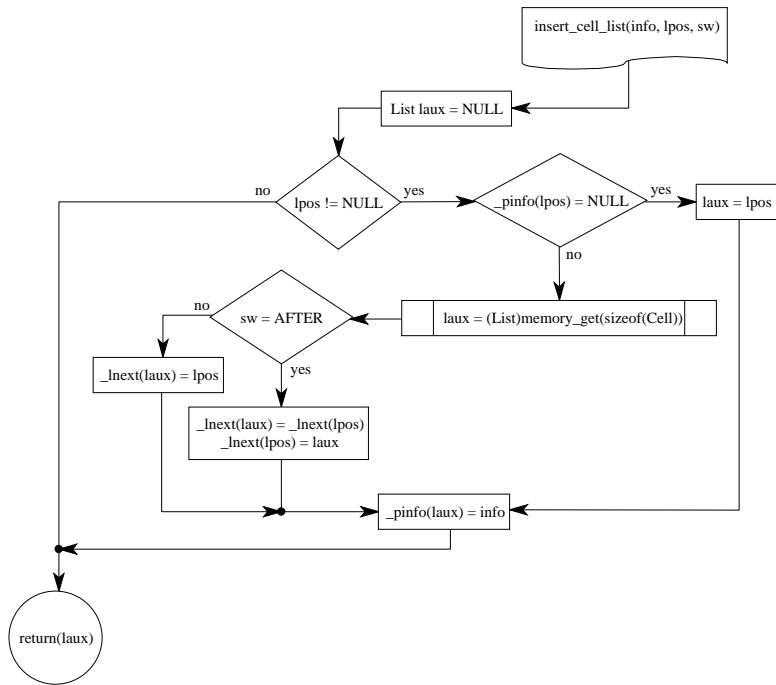 insert_cell_list(info, lpos, sw)
List laux = NULL
no
lpos != NULL
yes
_pinfo(lpos) = NULL
yes
laux = lpos
no
laux = (List)memory_get(sizeof(Cell))
sw = AFTER
no
_lnext(laux) = lpos
yes
_lnext(laux) = _lnext(lpos)
_lnext(lpos) = laux
_pinfo(laux) = info
return(laux)